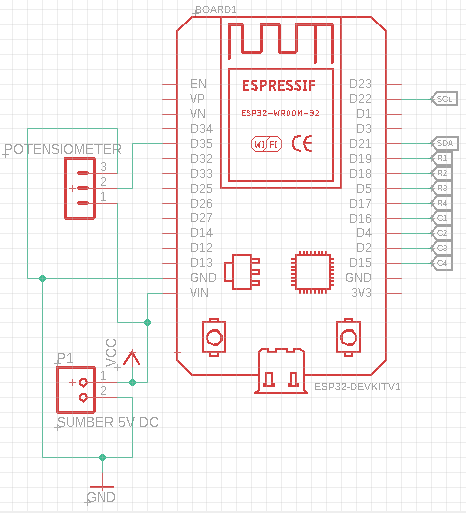 BOARD1
ESPRESSIF
ESP32-WROOM-32
WiFi CE
EN
VP
VN
D34
D35
D32
D33
D25
D26
D27
D14
D12
D13
GND
VIN
D23
D22
D1
D3
D21
D19
D18
D5
D17
D16
D4
D2
D15
GND
3V3
SCL
SDA
R1
R2
R3
R4
C1
C2
C3
C4
POTENSIOMETER
3
2
1
P1
VCC
1
2
SUMBER 5V DC
GND
ESP32-DEVKITV1